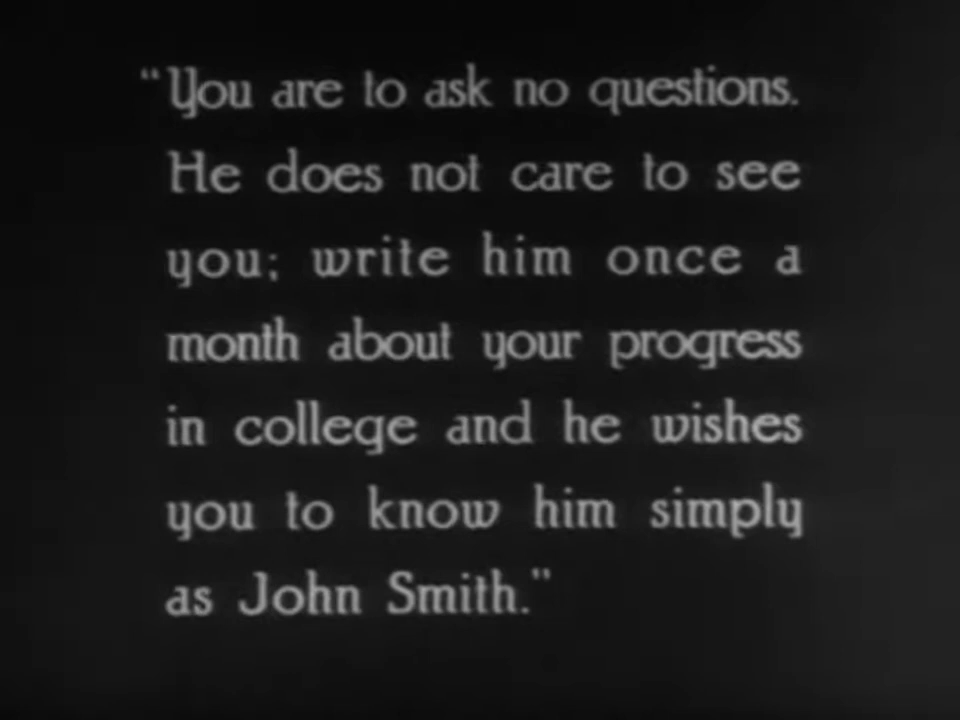 "You are to ask no questions.
He does not care to see
you; write him once a
month about your progress
in college and he wishes
you to know him simply
as John Smith."